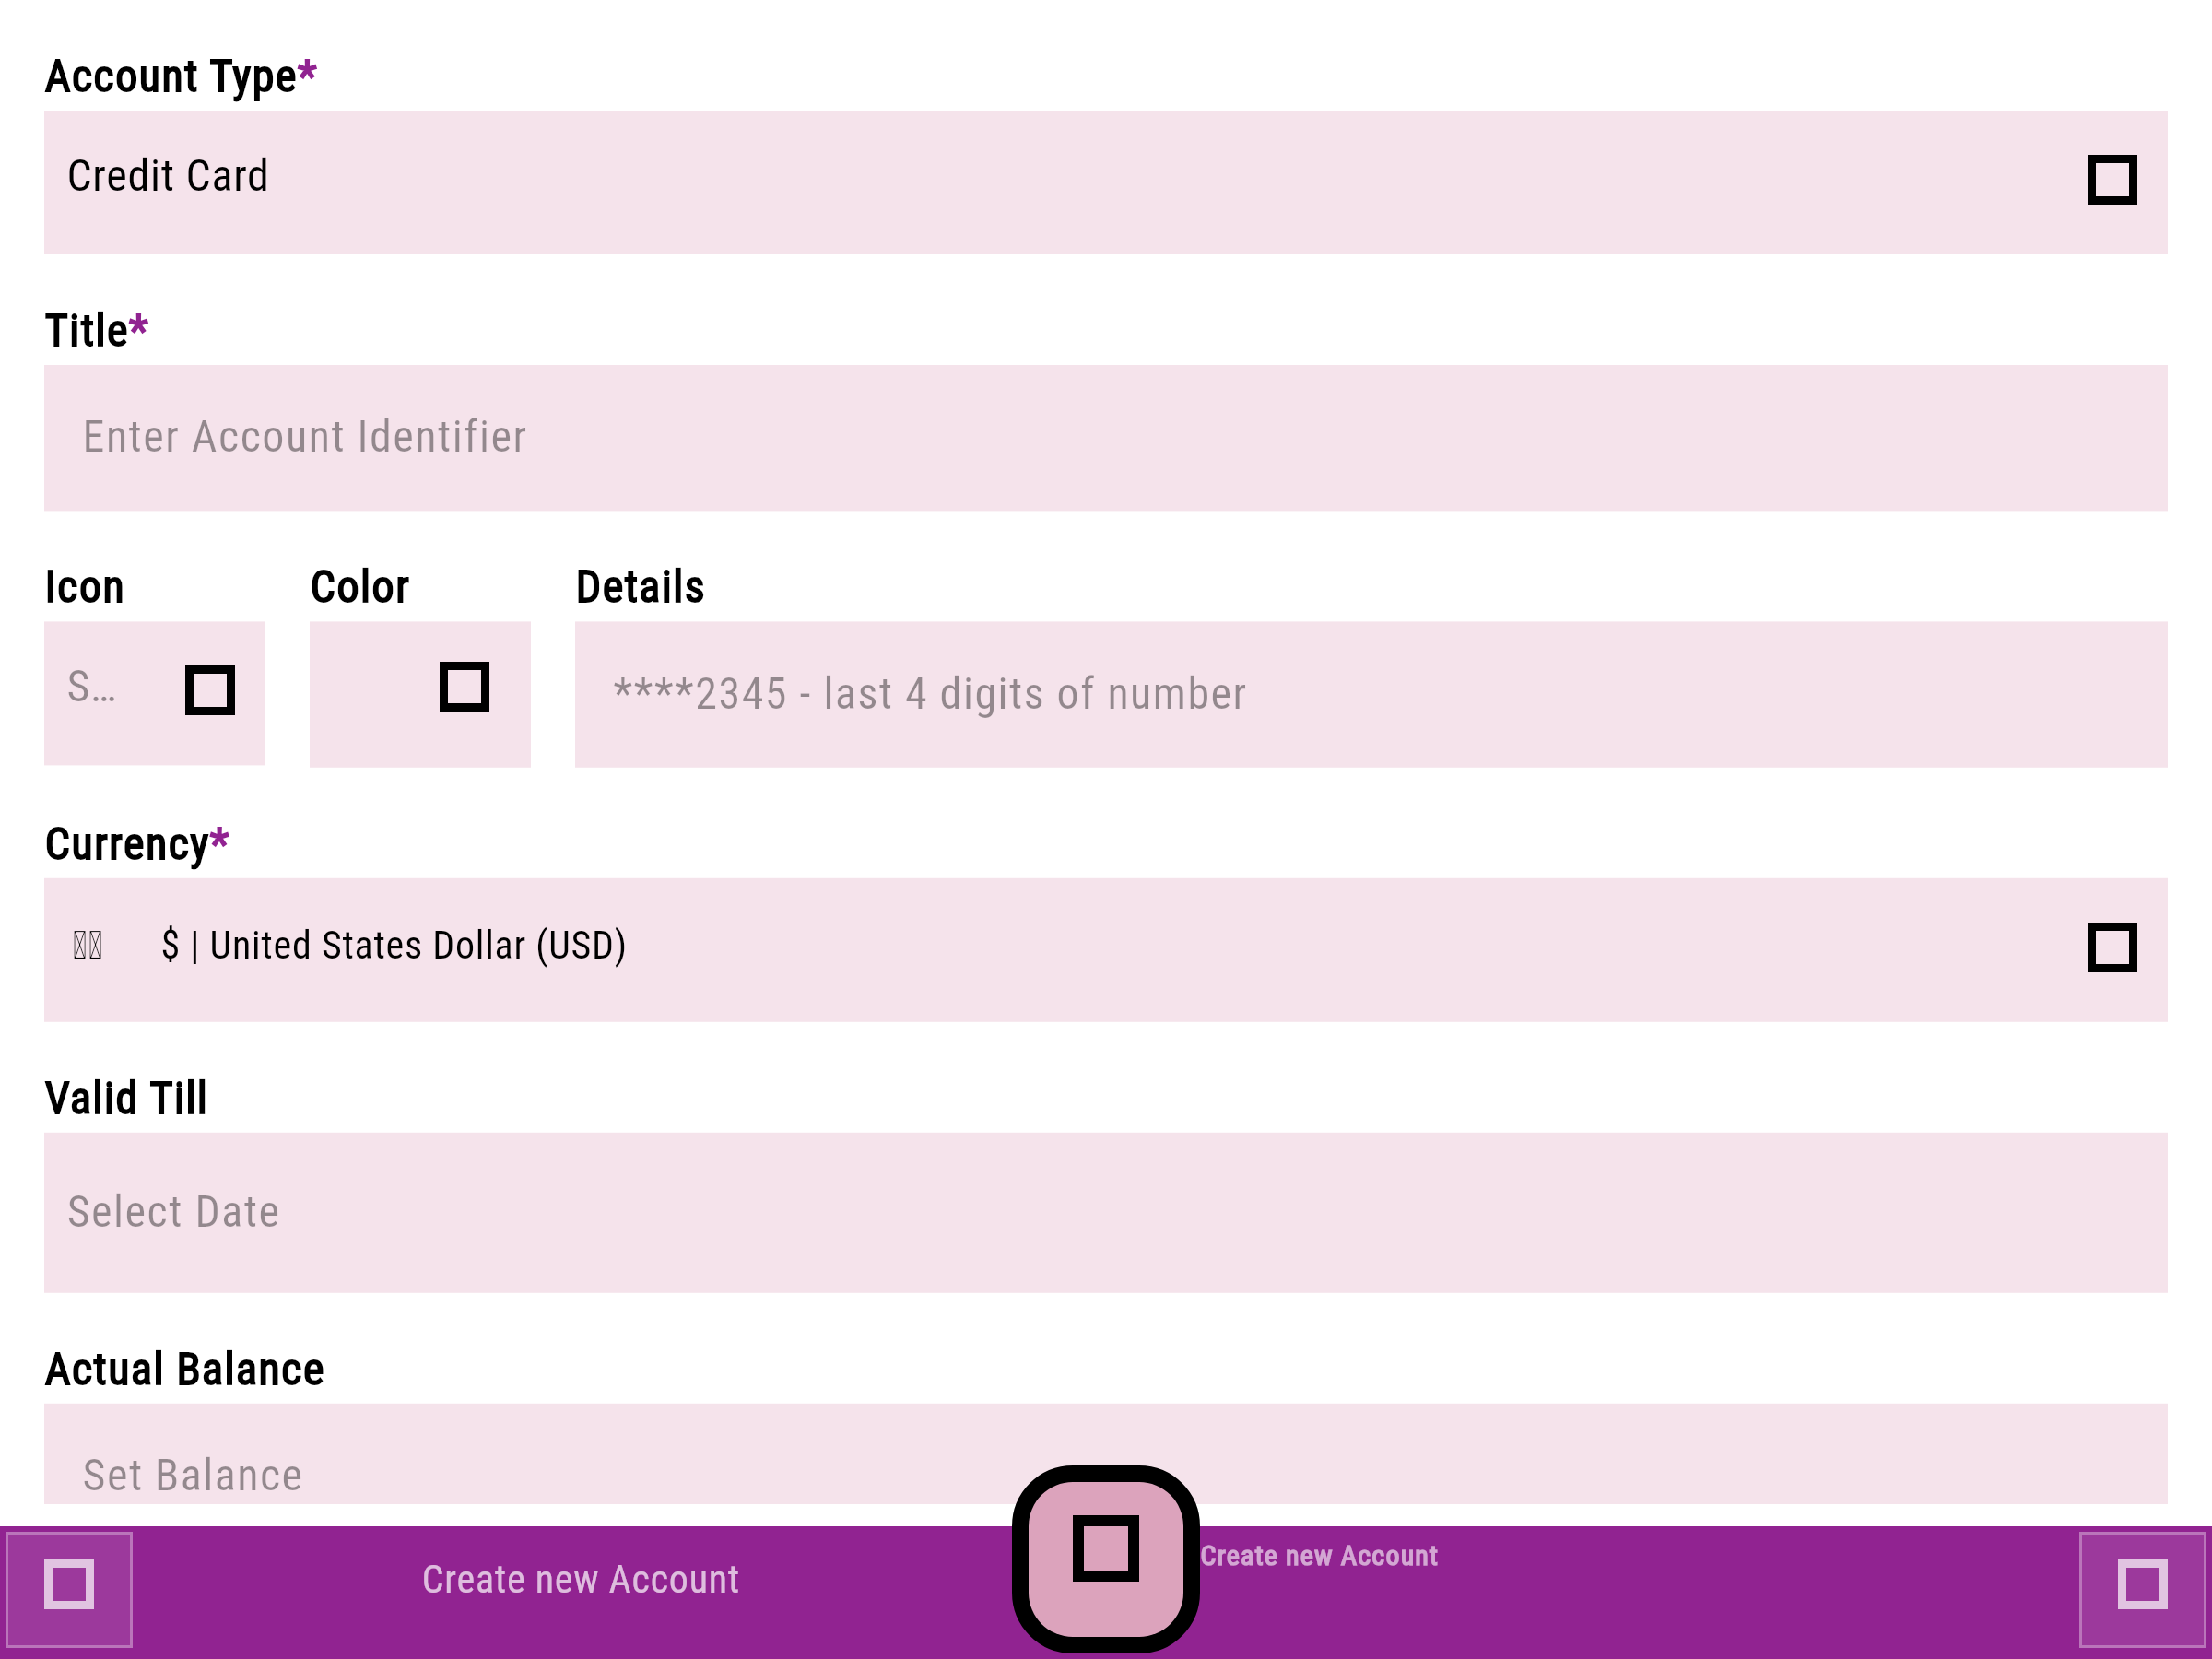 Account Type*
Credit Card
Title*
Enter Account Identifier
Icon Color Details
S… ****2345 - last 4 digits of number
Currency*
$ | United States Dollar (USD)
Valid Till
Select Date
Actual Balance
Set Balance
Create new Account
Create new Account